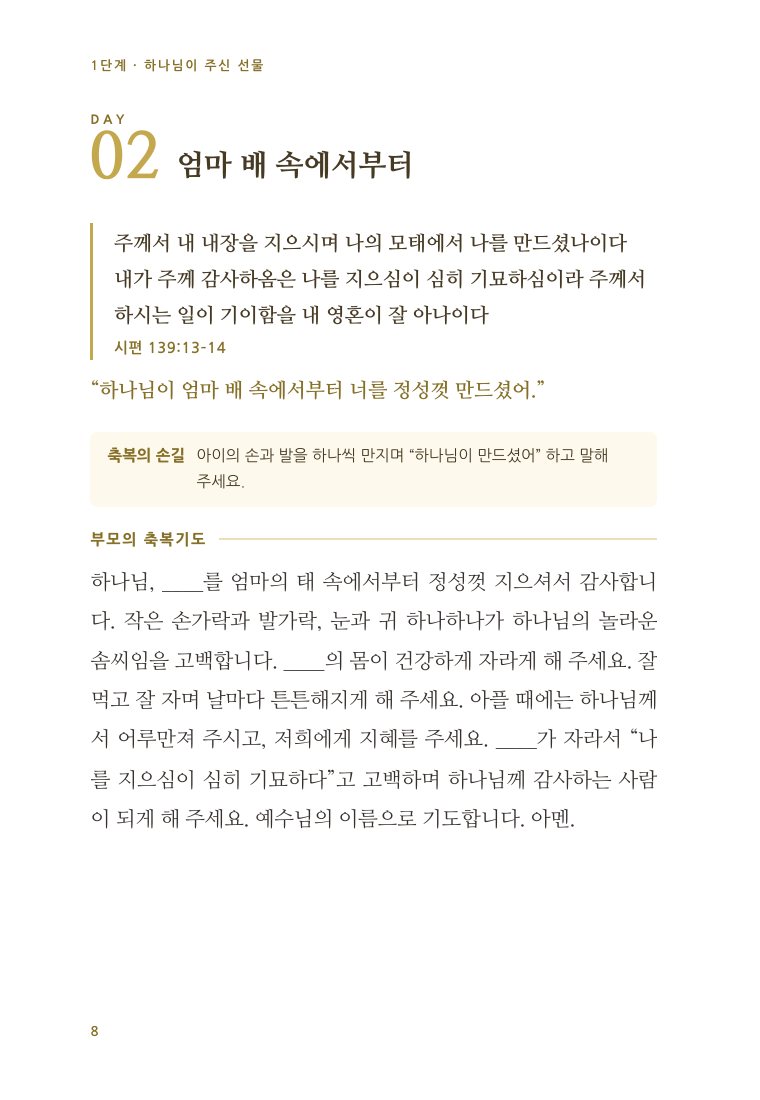 1단계 · 하나님이 주신 선물
DAY
02 엄마 배 속에서부터
주께서 내 내장을 지으시며 나의 모태에서 나를 만드셨나이다
내가 주께 감사하옴은 나를 지으심이 심히 기묘하심이라 주께서
하시는 일이 기이함을 내 영혼이 잘 아나이다
시편 139:13-14
“하나님이 엄마 배 속에서부터 너를 정성껏 만드셨어.”
축복의 손길 아이의 손과 발을 하나씩 만지며 “하나님이 만드셨어” 하고 말해
주세요.
부모의 축복기도
하나님, ____를 엄마의 태 속에서부터 정성껏 지으셔서 감사합니
다. 작은 손가락과 발가락, 눈과 귀 하나하나가 하나님의 놀라운
솜씨임을 고백합니다. ____의 몸이 건강하게 자라게 해 주세요. 잘
먹고 잘 자며 날마다 튼튼해지게 해 주세요. 아플 때에는 하나님께
서 어루만져 주시고, 저희에게 지혜를 주세요. ____가 자라서 “나
를 지으심이 심히 기묘하다”고 고백하며 하나님께 감사하는 사람
이 되게 해 주세요. 예수님의 이름으로 기도합니다. 아멘.
8